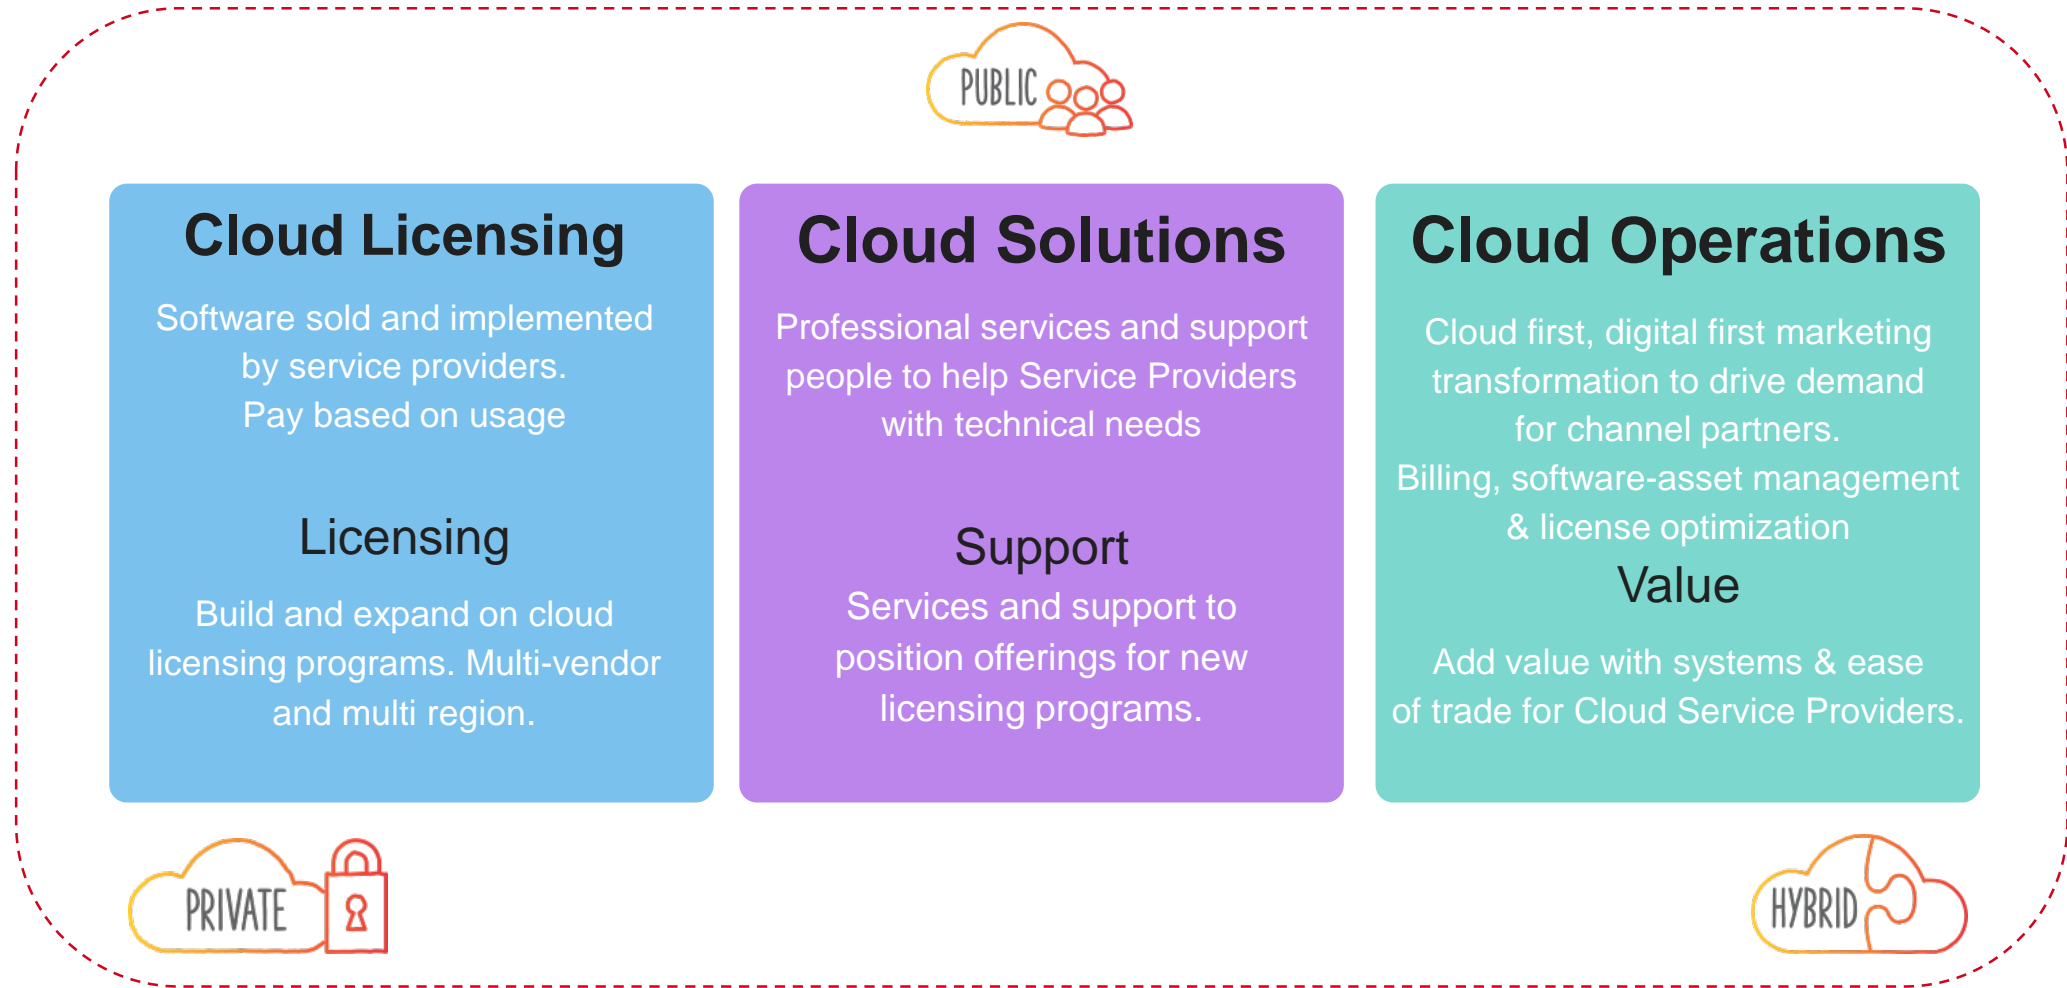 PUBLIC
Cloud Licensing
Software sold and implemented
by service providers.
Pay based on usage
Licensing
Build and expand on cloud
licensing programs. Multi-vendor
and multi region.
Cloud Solutions
Professional services and support
people to help Service Providers
with technical needs
Support
Services and support to
position offerings for new
licensing programs.
Cloud Operations
Cloud first, digital first marketing
transformation to drive demand
for channel partners.
Billing, software-asset management
& license optimization
Value
Add value with systems & ease
of trade for Cloud Service Providers.
PRIVATE
HYBRID